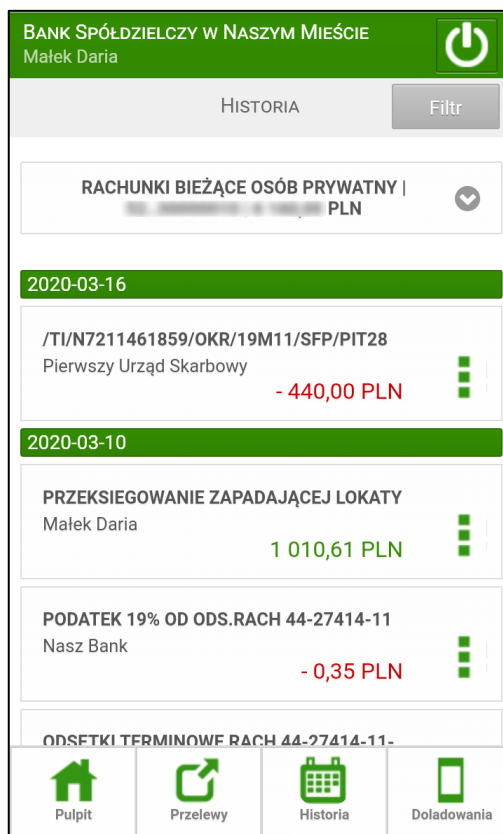 BANK SPÓŁDZIELCZY W NASZYM MIEŚCIE
Małek Daria
HISTORIA
Filtr
RACHUNKI BIEŻĄCE OSÓB PRYWATNY |
PLN
2020-03-16
/TI/N7211461859/OKR/19M11/SFP/PIT28
Pierwszy Urząd Skarbowy
- 440,00 PLN
2020-03-10
PRZEKSIEGOWANIE ZAPADAJĄCEJ LOKATY
Małek Daria
1 010,61 PLN
PODATEK 19% OD ODS.RACH 44-27414-11
Nasz Bank
- 0,35 PLN
ODSETKI TERMINOWE RACH 44-27414-11-
Pulpit
Przelewy
Historia
Doladowania